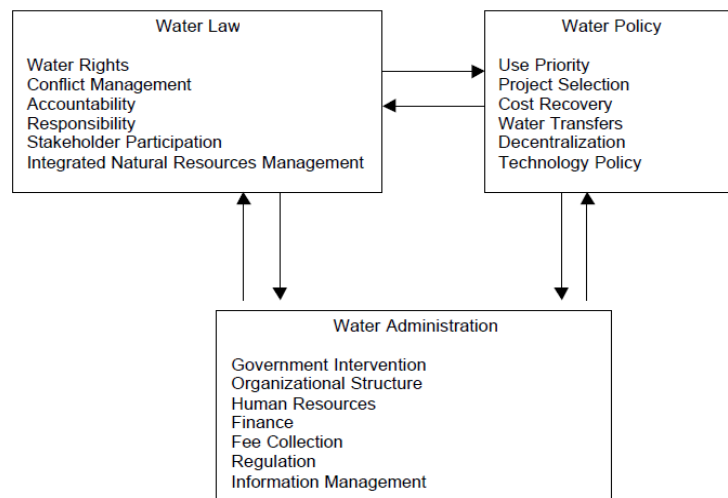 Water Law
Water Rights
Conflict Management
Accountability
Responsibility
Stakeholder Participation
Integrated Natural Resources Management
Water Policy
Use Priority
Project Selection
Cost Recovery
Water Transfers
Decentralization
Technology Policy
Water Administration
Government Intervention
Organizational Structure
Human Resources
Finance
Fee Collection
Regulation
Information Management